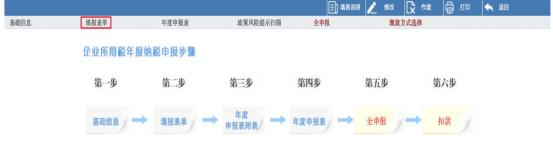 填表说明 修改 作废 打印 返回
基础信息 填报表单 年度申报表 政策风险提示扫描 全申报 缴款方式选择
企业所得税年报纳税申报步骤
第一步 第二步 第三步 第四步 第五步 第六步
基础信息 填报表单 年度申报表附表 年度申报表 全申报 扣款